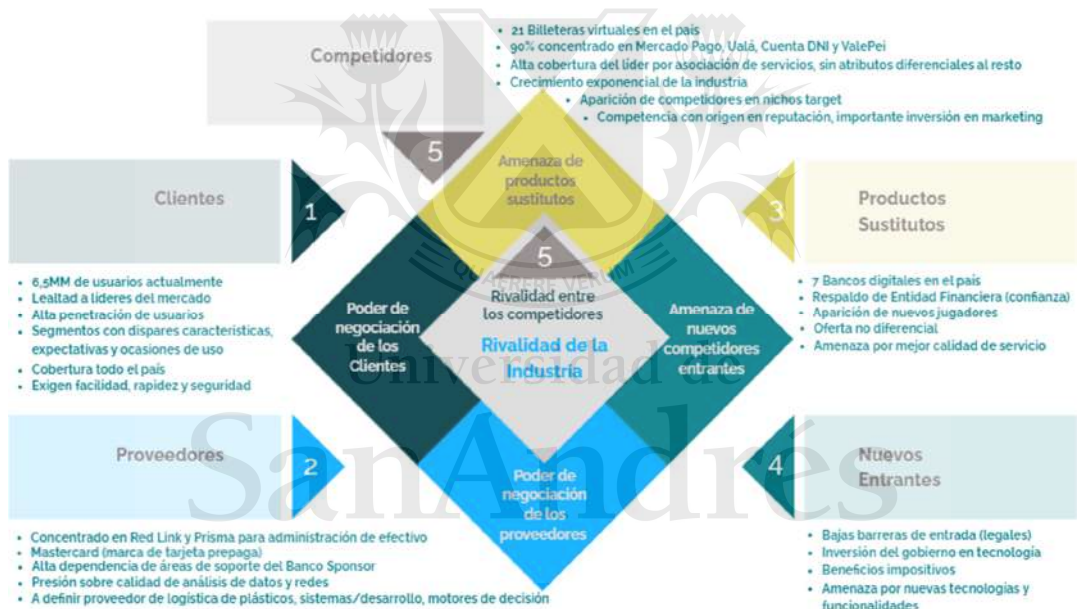 Competidores
• 21 Billeteras virtuales en el país
• 90% concentrado en Mercado Pago, Ualá, Cuenta DNI y ValePei
• Alta cobertura del líder por asociación de servicios, sin atributos diferenciales al resto
• Crecimiento exponencial de la industria
• Aparición de competidores en nichos target
• Competencia con origen en reputación, importante inversión en marketing
5
Clientes
1
• 6,5MM de usuarios actualmente
• Lealtad a líderes del mercado
• Alta penetración de usuarios
• Segmentos con dispares características,
expectativas y ocasiones de uso
• Cobertura todo el país
• Exigen facilidad, rapidez y seguridad
Amenaza de
productos
sustitutos
5
QUAERERE VERUM
Rivalidad entre
los competidores
Rivalidad de la
Industria
Poder de
negociación
de los
Clientes
Amenaza de
nuevos
competidores
entrantes
Poder de
negociación
de los
proveedores
3
Productos
Sustitutos
• 7 Bancos digitales en el país
• Respaldo de Entidad Financiera (confianza)
- Aparición de nuevos jugadores
• Oferta no diferencial
• Amenaza por mejor calidad de servicio
Universidad de
SanAndrés
Proveedores
2
• Concentrado en Red Link y Prisma para administración de efectivo
• Mastercard (marca de tarjeta prepaga)
• Alta dependencia de áreas de soporte del Banco Sponsor
• Presión sobre calidad de análisis de datos y redes
• A definir proveedor de logística de plásticos, sistemas/desarrollo, motores de decisión
4
Nuevos
Entrantes
• Bajas barreras de entrada (legales)
• Inversión del gobierno en tecnología
• Beneficios impositivos
• Amenaza por nuevas tecnologías y
funcionalidades